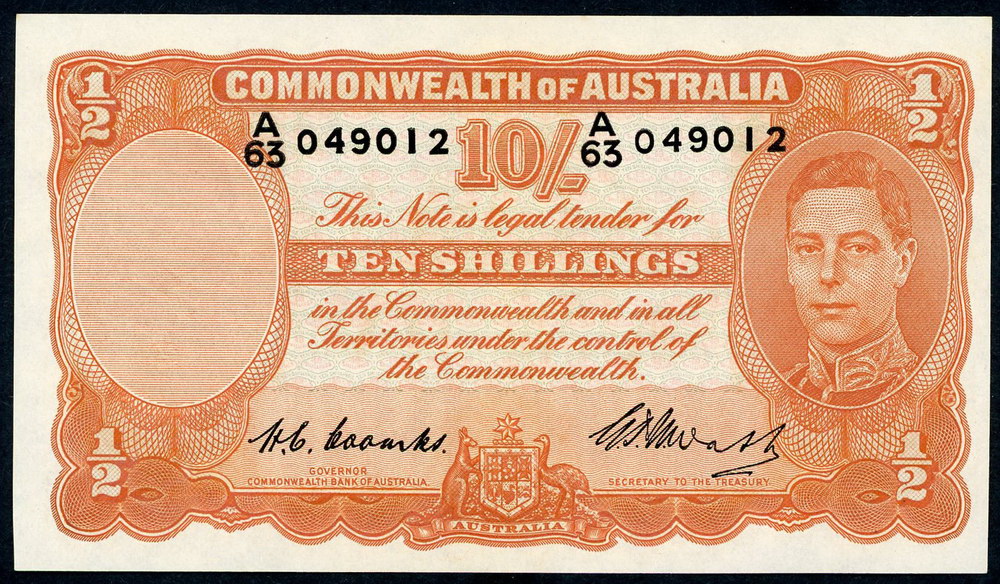 1/2
1/2
COMMONWEALTH OF AUSTRALIA
A/63 049012
10/-
A/63 049012
This Note is legal tender for
TEN SHILLINGS
in the Commonwealth and in all
Territories under the control of
the Commonwealth.
1/2
1/2
H.C. Coombs.
GOVERNOR
COMMONWEALTH BANK OF AUSTRALIA.
SECRETARY TO THE TREASURY.
AUSTRALIA